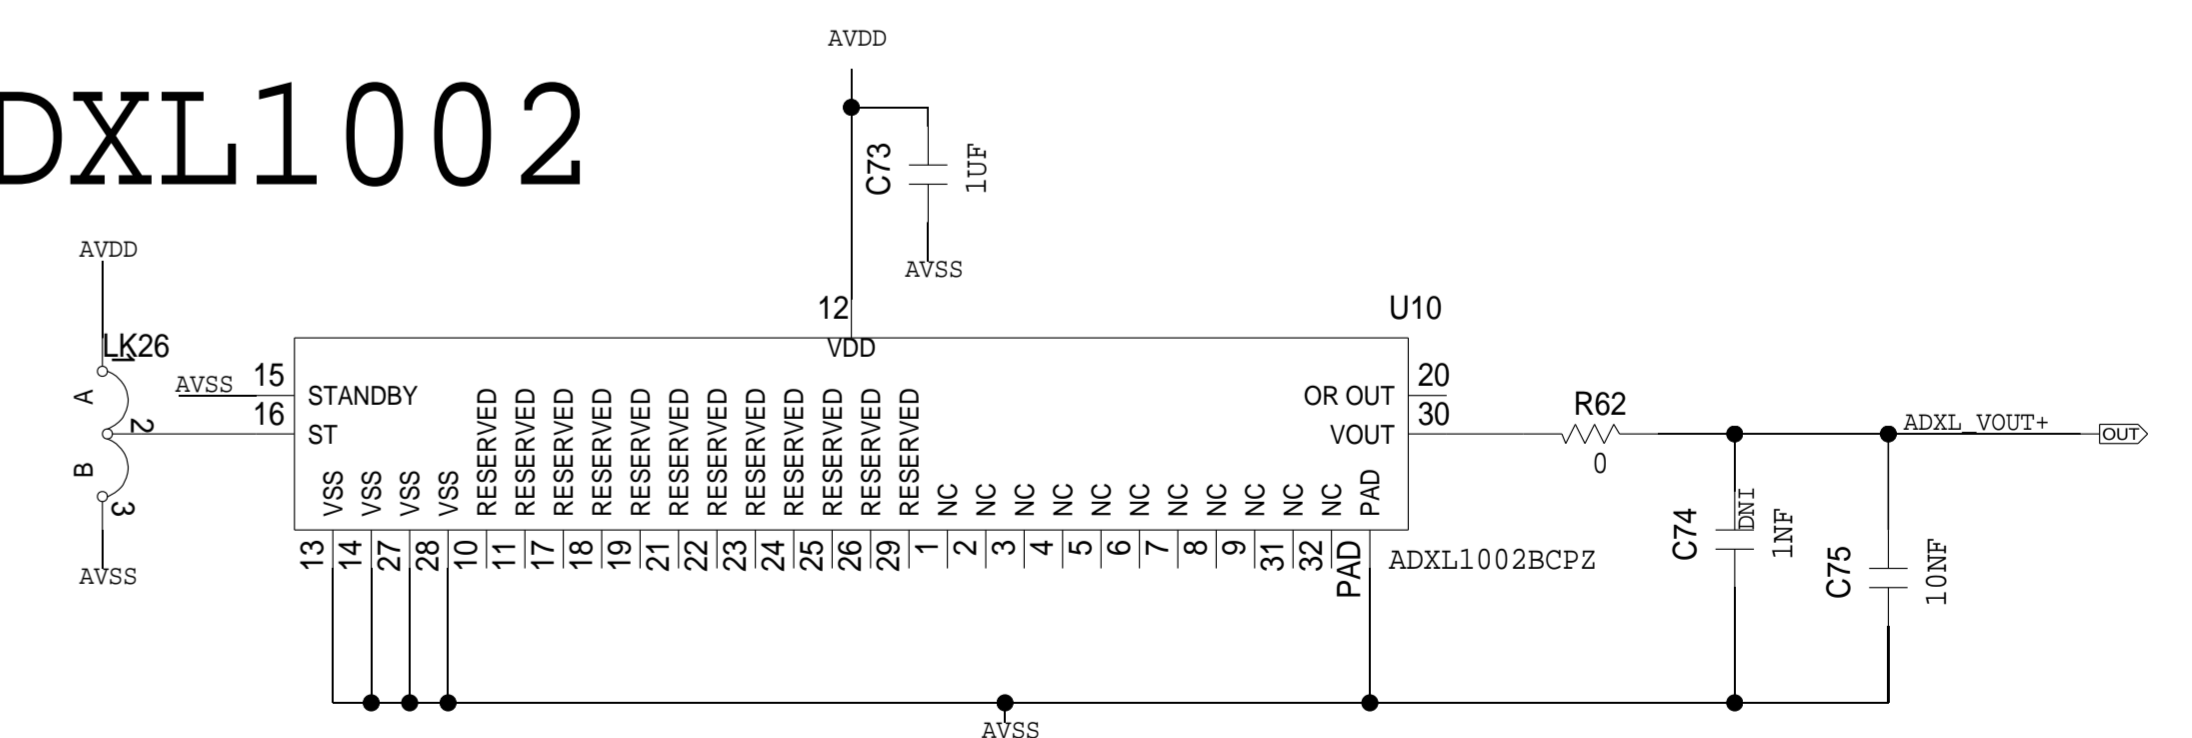 AVDD
DXL1002
C73
1UF
AVSS
AVDD
12
U10
LK26
VDD
A
AVSS
15
STANDBY
16
ST
2
B
3
AVSS
OR OUT
20
VOUT
30
R62
0
ADXL_VOUT+
OUT
VSS
VSS
VSS
VSS
RESERVED
RESERVED
RESERVED
RESERVED
RESERVED
RESERVED
RESERVED
RESERVED
RESERVED
RESERVED
RESERVED
RESERVED
NC
NC
NC
NC
NC
NC
NC
NC
NC
NC
NC
PAD
13
14
27
28
10
11
17
18
19
21
22
23
24
25
26
29
1
2
3
4
5
6
7
8
9
31
32
PAD
ADXL1002BCPZ
C74
DNI
1NF
C75
10NF
AVSS